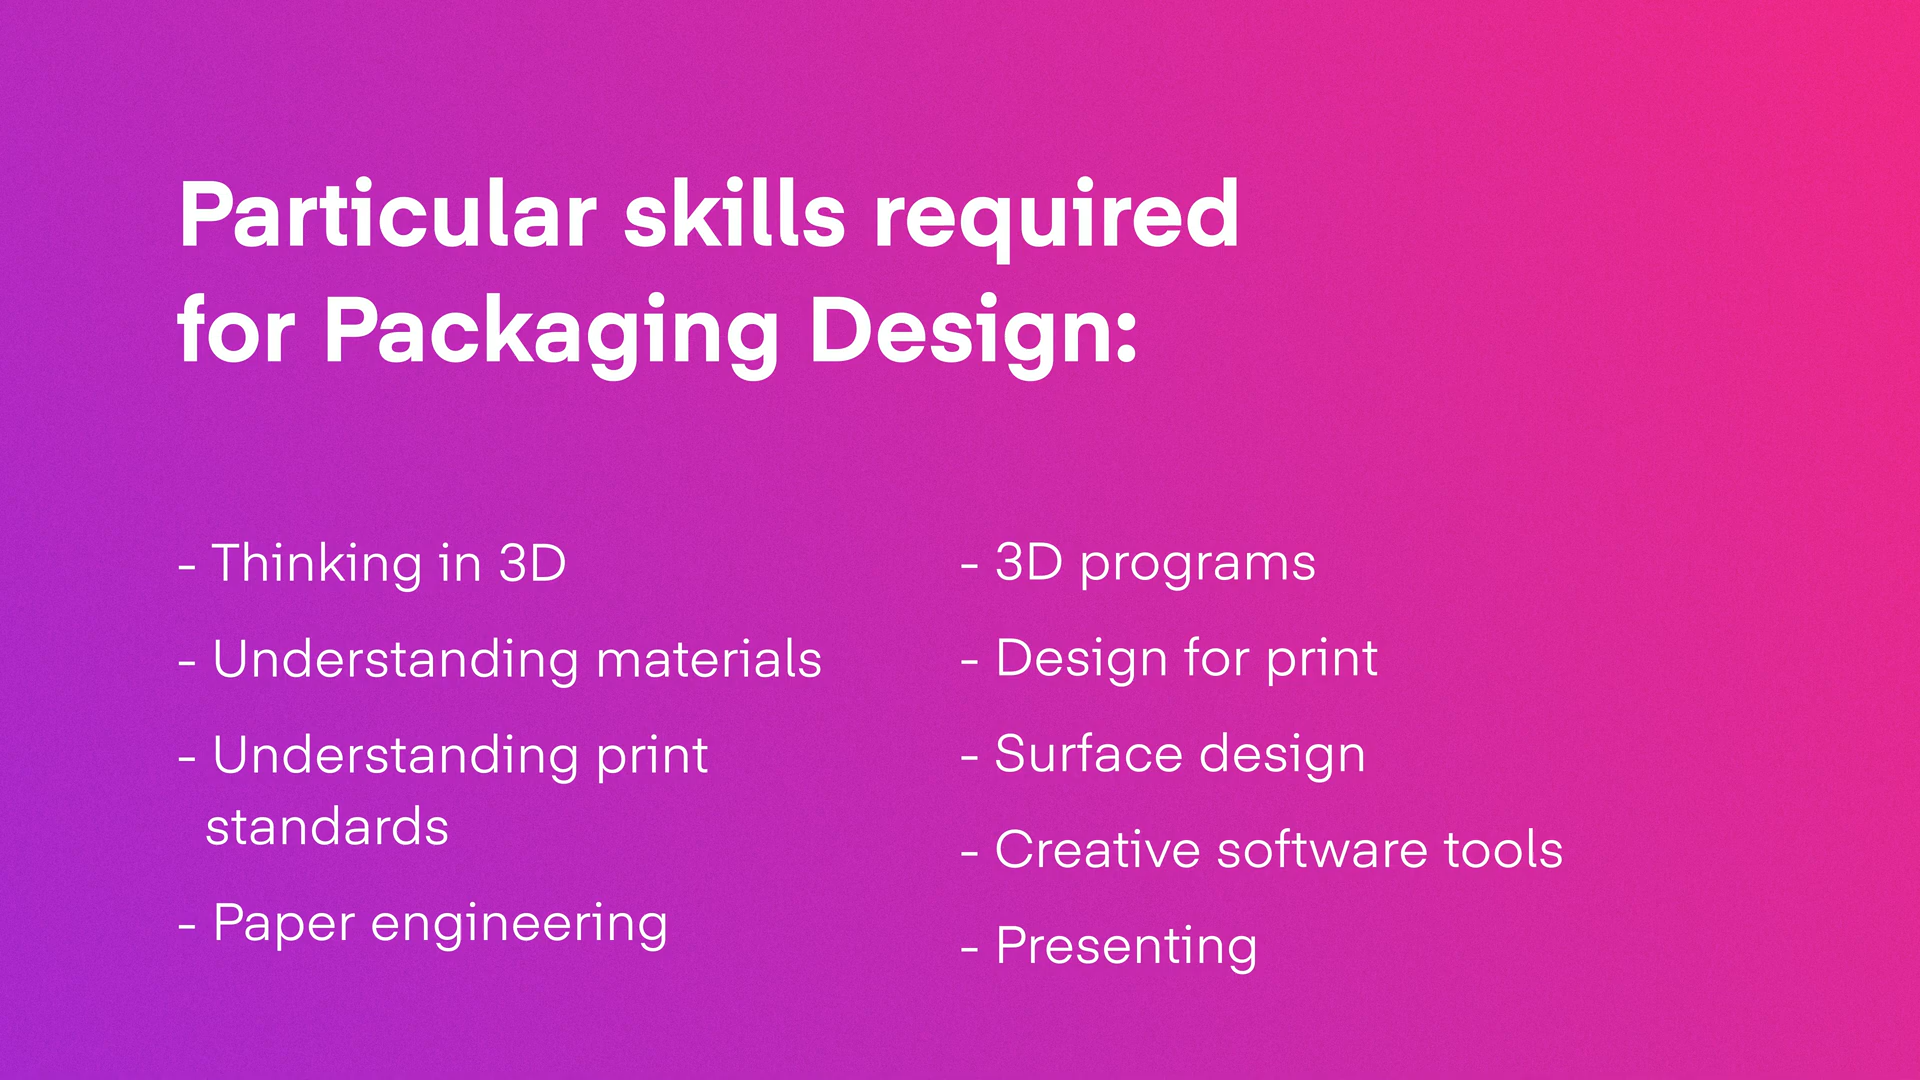 Particular skills required
for Packaging Design:
- Thinking in 3D
- Understanding materials
- Understanding print
standards
- Paper engineering
- 3D programs
- Design for print
- Surface design
- Creative software tools
- Presenting